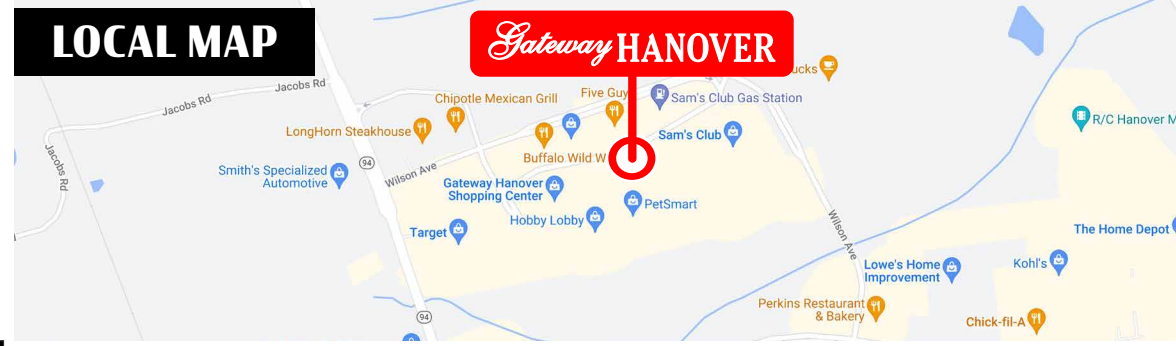 LOCAL MAP
Gateway HANOVER
Jacobs Rd
Jacobs Rd
Jacobs Rd
Chipotle Mexican Grill
Five Guy
Sam's Club Gas Station
LongHorn Steakhouse
Sam's Club
R/C Hanover M
Buffalo Wild W
94
Wilson Ave
Smith's Specialized
Automotive
Gateway Hanover
Shopping Center
PetSmart
Hobby Lobby
Target
Wilson Ave
The Home Depot
Lowe's Home
Improvement
Kohl's
Perkins Restaurant
& Bakery
94
Chick-fil-A